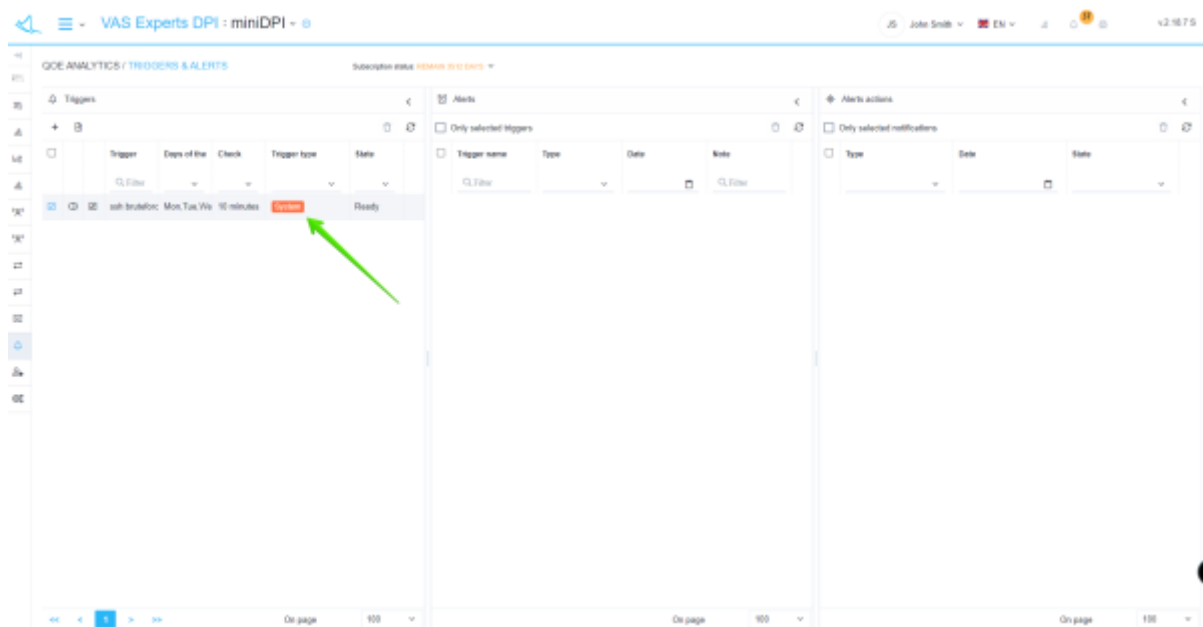 VAS Experts DPI : miniDPI
JS John Smith EN
v.2.18.7 S
QOE ANALYTICS / TRIGGERS & ALERTS
Subscription status:
Triggers
Trigger Days of the Check Trigger type State
Filter
ssh bruteforc Mon,Tue,We 10 minutes System Ready
On page 100
1
Alerts
Only selected triggers
Trigger name Type Date Note
Filter Filter
On page 100
Alerts actions
Only selected notifications
Type Date State
On page 100